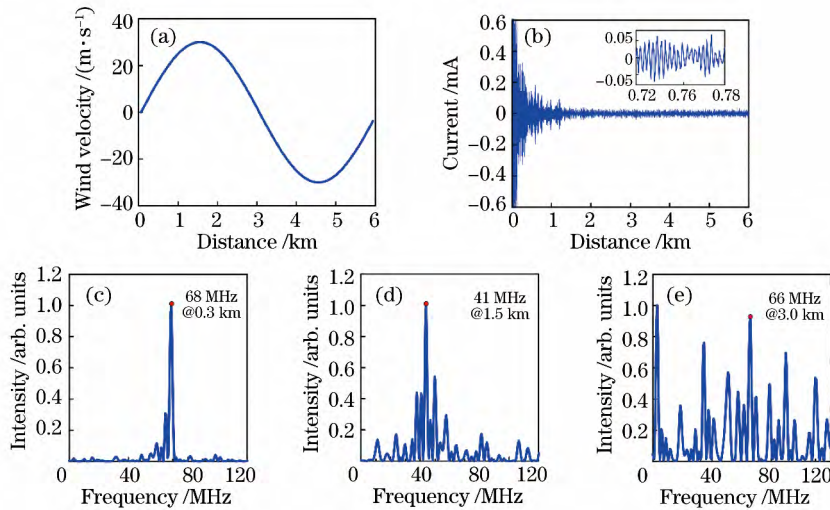 (a)
Wind velocity /(m·s⁻¹)
40
20
0
−20
−40
0 1 2 3 4 5 6
Distance /km
(b)
Current /mA
0.6
0.4
0.2
0
−0.2
−0.4
−0.6
0 1 2 3 4 5 6
Distance /km
0.05
0
−0.05
0.72 0.76 0.78
(c)
68 MHz
@0.3 km
Intensity /arb. units
1.2
1.0
0.8
0.6
0.4
0.2
0 40 80 120
Frequency /MHz
(d)
41 MHz
@1.5 km
Intensity /arb. units
1.2
1.0
0.8
0.6
0.4
0.2
0 40 80 120
Frequency /MHz
(e)
66 MHz
@3.0 km
Intensity /arb. units
1.2
1.0
0.8
0.6
0.4
0.2
0 40 80 120
Frequency /MHz